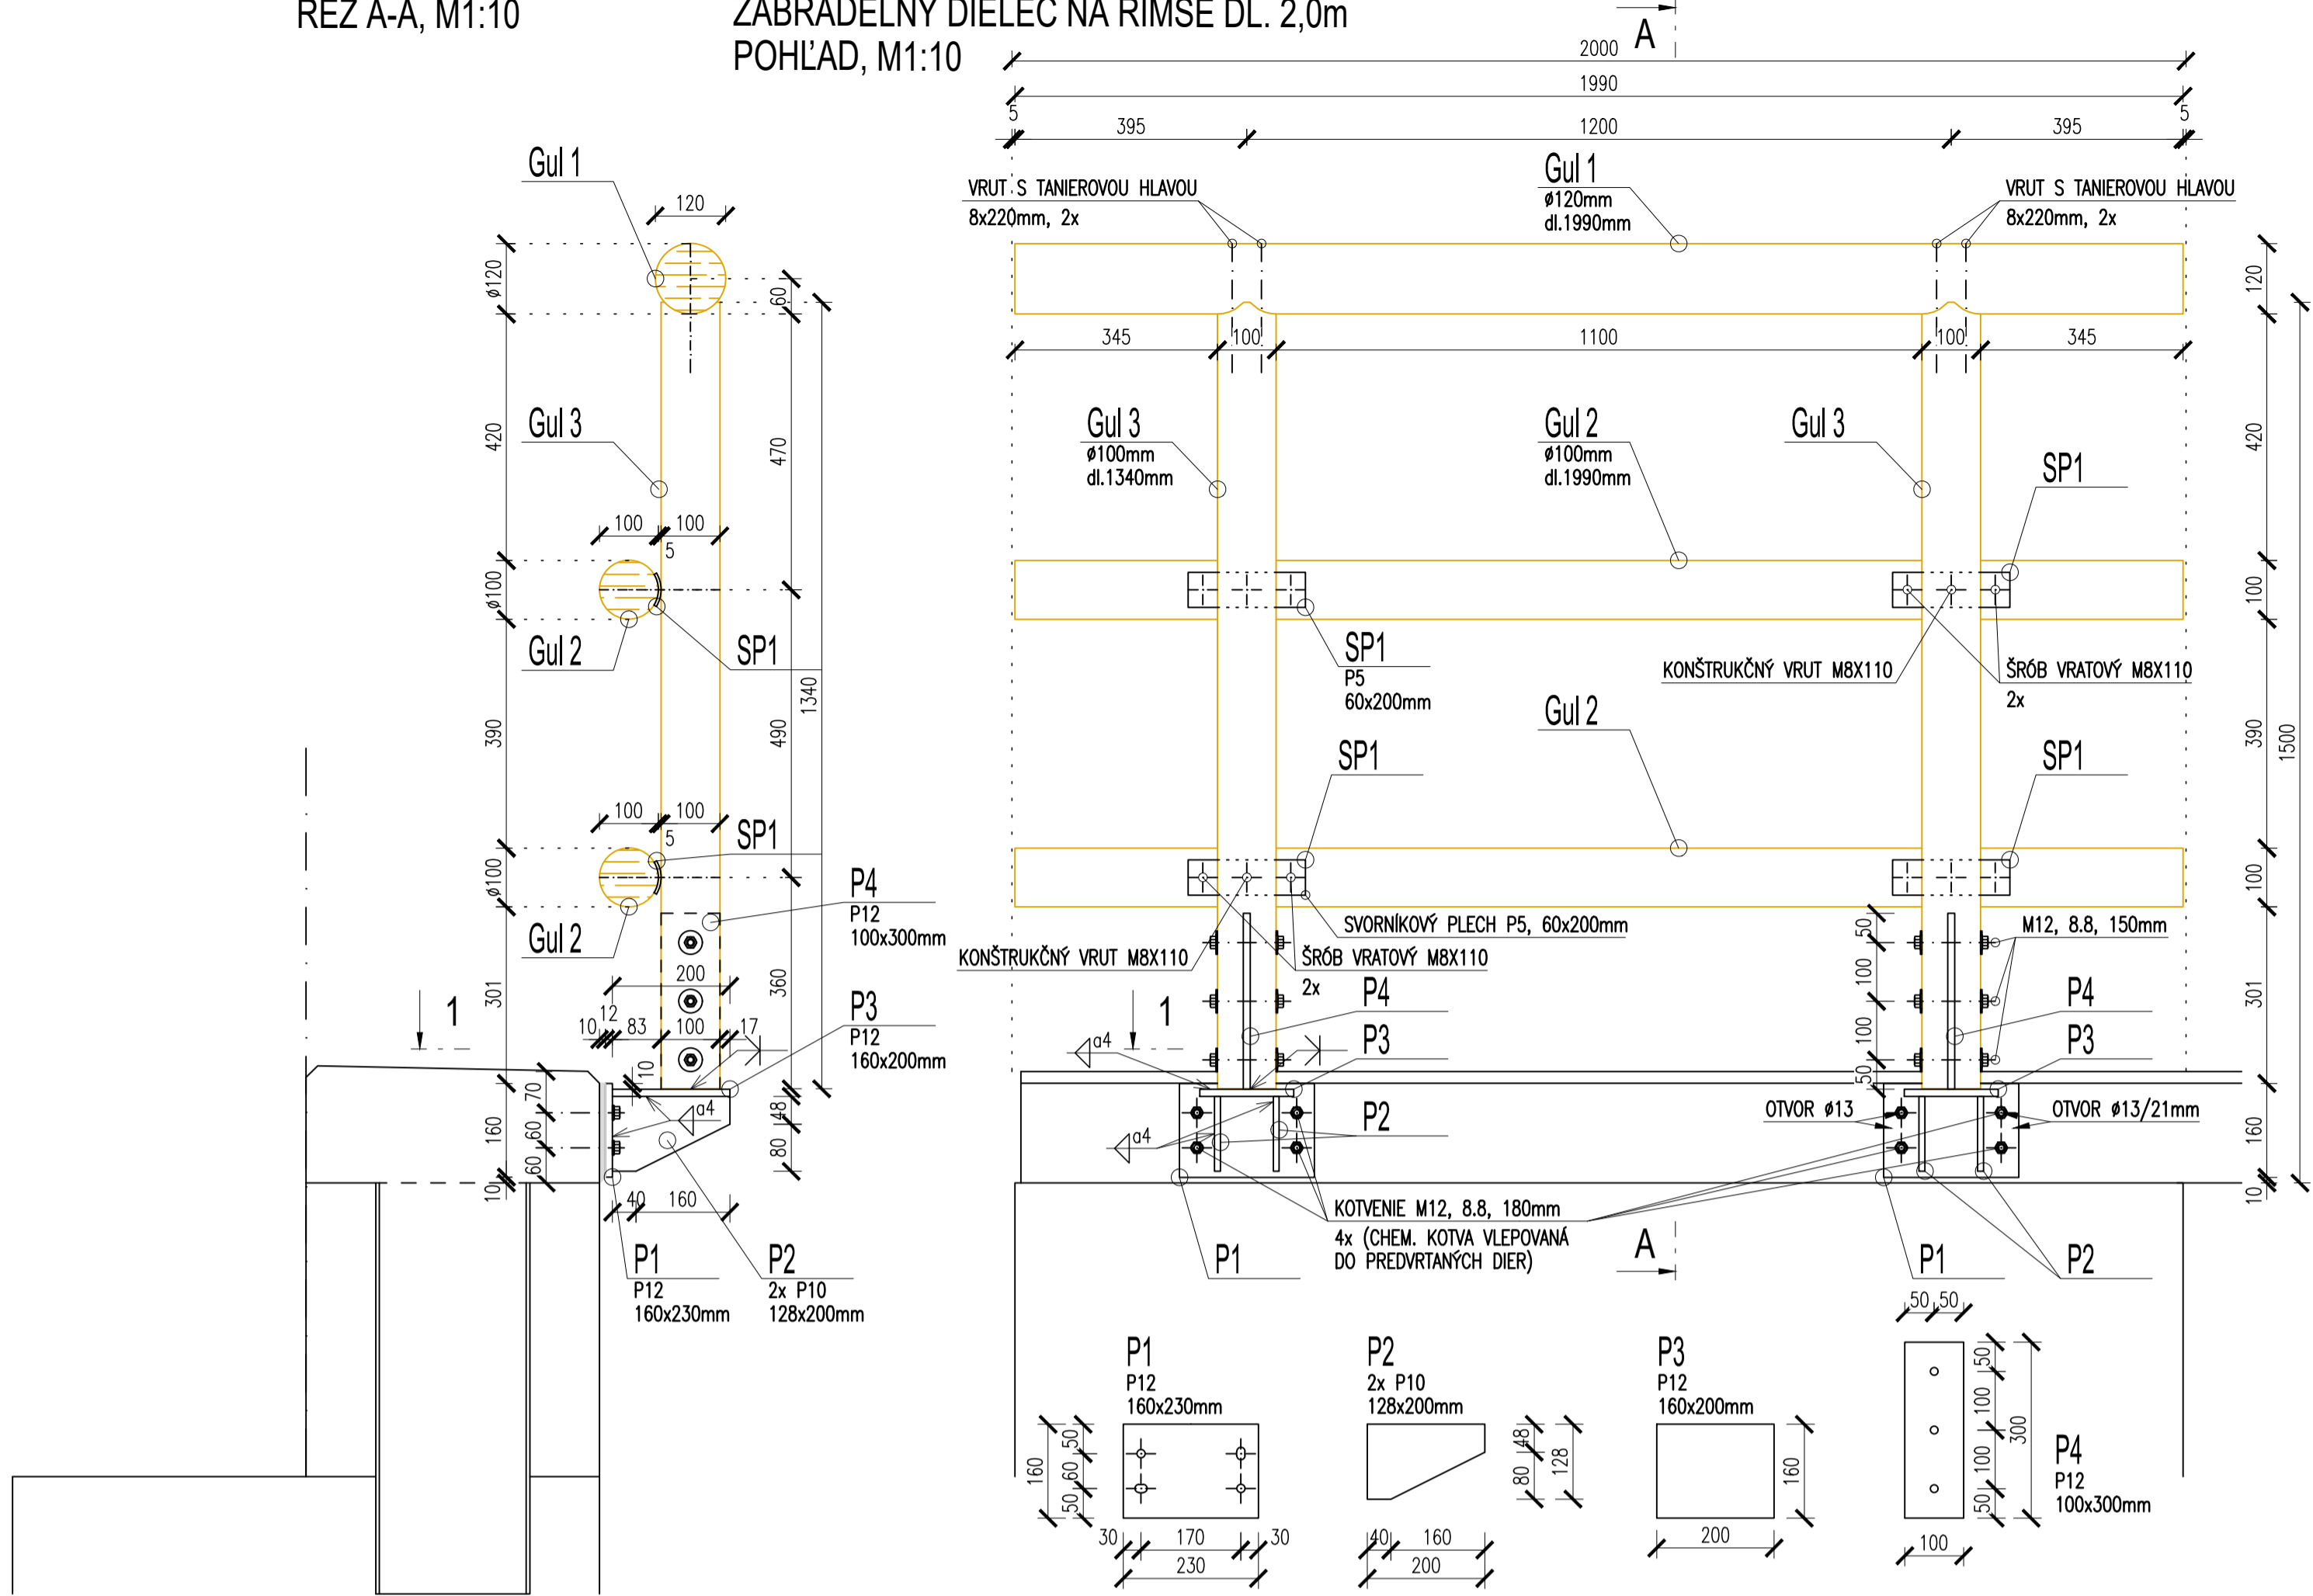 REZ A-A, M1:10
ZÁBRADELNÝ DIELEC NA RÍMSE DL. 2,0m
POHĽAD, M1:10
A
2000
1990
5
395
1200
395
5
Gul 1
120
VRUT S TANIEROVOU HLAVOU
8x220mm, 2x
Gul 1
ø120mm
dl.1990mm
VRUT S TANIEROVOU HLAVOU
8x220mm, 2x
ø120
60
120
345
100
1100
100
345
Gul 3
420
470
Gul 3
ø100mm
dl.1340mm
Gul 2
ø100mm
dl.1990mm
Gul 3
SP1
420
100
100
5
ø100
100
Gul 2
SP1
SP1
P5
60x200mm
KONŠTRUKČNÝ VRUT M8X110
ŠRÓB VRATOVÝ M8X110
2x
1340
390
490
Gul 2
390
1500
SP1
SP1
100
100
5
SP1
ø100
P4
P12
100x300mm
100
Gul 2
SVORNÍKOVÝ PLECH P5, 60x200mm
KONŠTRUKČNÝ VRUT M8X110
ŠRÓB VRATOVÝ M8X110
2x
50
M12, 8.8, 150mm
200
301
360
100
301
1
12
10
83
100
17
P3
P12
160x200mm
1
P4
P4
a4
P3
100
P3
10
50
70
160
60
60
10
a4
48
80
a4
P2
OTVOR ø13
OTVOR ø13/21mm
160
10
40
160
KOTVENIE M12, 8.8, 180mm
4x (CHEM. KOTVA VLEPOVANÁ
DO PREDVRTANÝCH DIER)
A
P1
P12
160x230mm
P2
2x P10
128x200mm
P1
P1
P2
50
50
P1
P12
160x230mm
P2
2x P10
128x200mm
P3
P12
160x200mm
P4
P12
100x300mm
160
50
60
50
48
80
128
160
50
100
100
50
300
30
170
30
230
40
160
200
200
100